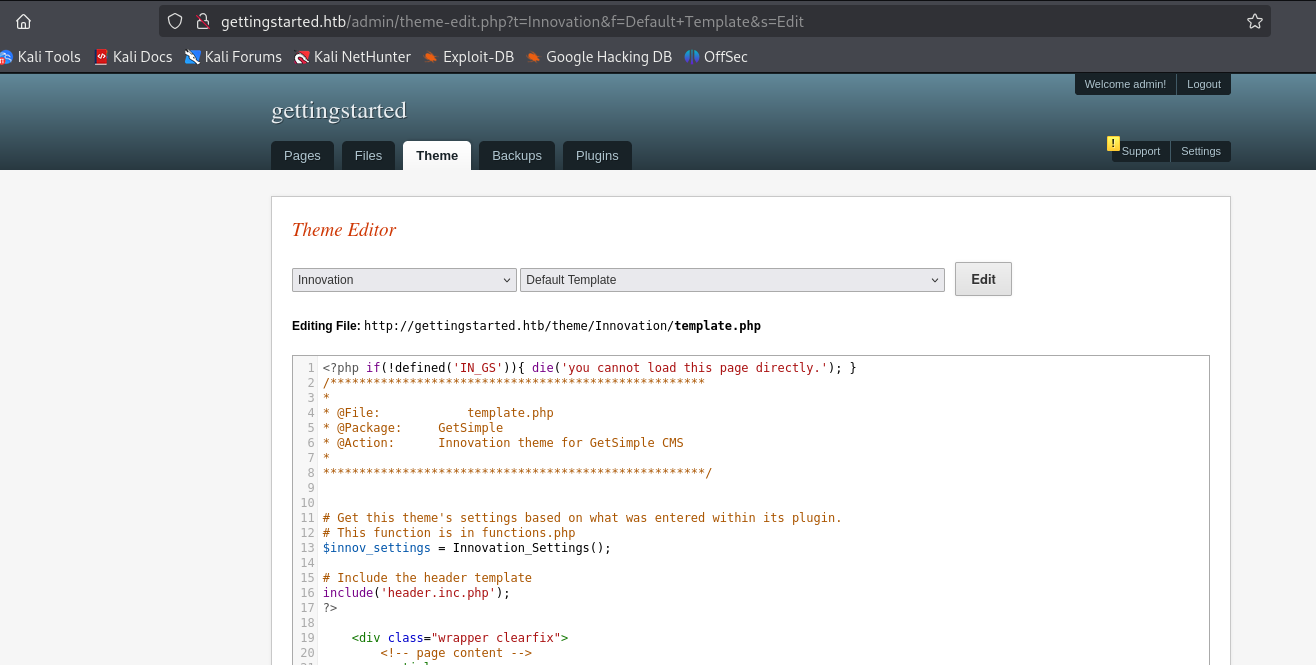 gettingstarted.htb/admin/theme-edit.php?t=Innovation&f=Default+Template&s=Edit
Kali Tools Kali Docs Kali Forums Kali NetHunter Exploit-DB Google Hacking DB OffSec
Welcome admin! Logout
gettingstarted
Pages Files Theme Backups Plugins
! Support Settings
Theme Editor
Innovation Default Template Edit
Editing File: http://gettingstarted.htb/theme/Innovation/template.php
1 <?php if(!defined('IN_GS')){ die('you cannot load this page directly.'); }
2 /****************************************************
3 *
4 * @File: template.php
5 * @Package: GetSimple
6 * @Action: Innovation theme for GetSimple CMS
7 *
8 *****************************************************/
9
10
11 # Get this theme's settings based on what was entered within its plugin.
12 # This function is in functions.php
13 $innov_settings = Innovation_Settings();
14
15 # Include the header template
16 include('header.inc.php');
17 ?>
18
19 <div class="wrapper clearfix">
20 <!-- page content -->